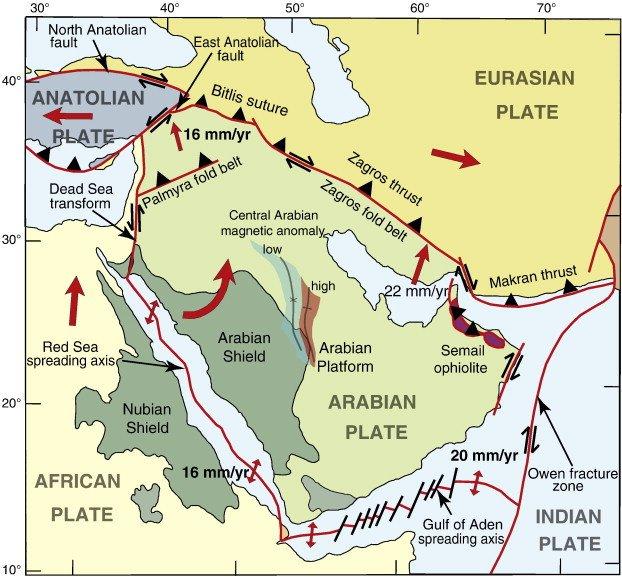 30°
40°
50°
60°
70°
North Anatolian
fault
East Anatolian
fault
40°
ANATOLIAN
PLATE
Bitlis suture
EURASIAN
PLATE
16 mm/yr
Zagros thrust
Zagros fold belt
Palmyra fold belt
Dead Sea
transform
Central Arabian
magnetic anomaly
low
high
30°
22 mm/yr
Makran thrust
Red Sea
spreading axis
Arabian
Shield
Arabian
Platform
Semail
ophiolite
ARABIAN
PLATE
20°
Nubian
Shield
16 mm/yr
20 mm/yr
Owen fracture
zone
AFRICAN
PLATE
Gulf of Aden
spreading axis
INDIAN
PLATE
10°